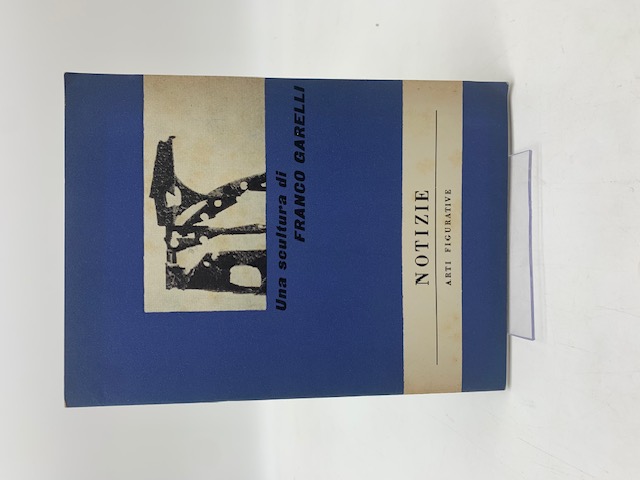 Una scultura di
FRANCO GARELLI
NOTIZIE
ARTI FIGURATIVE